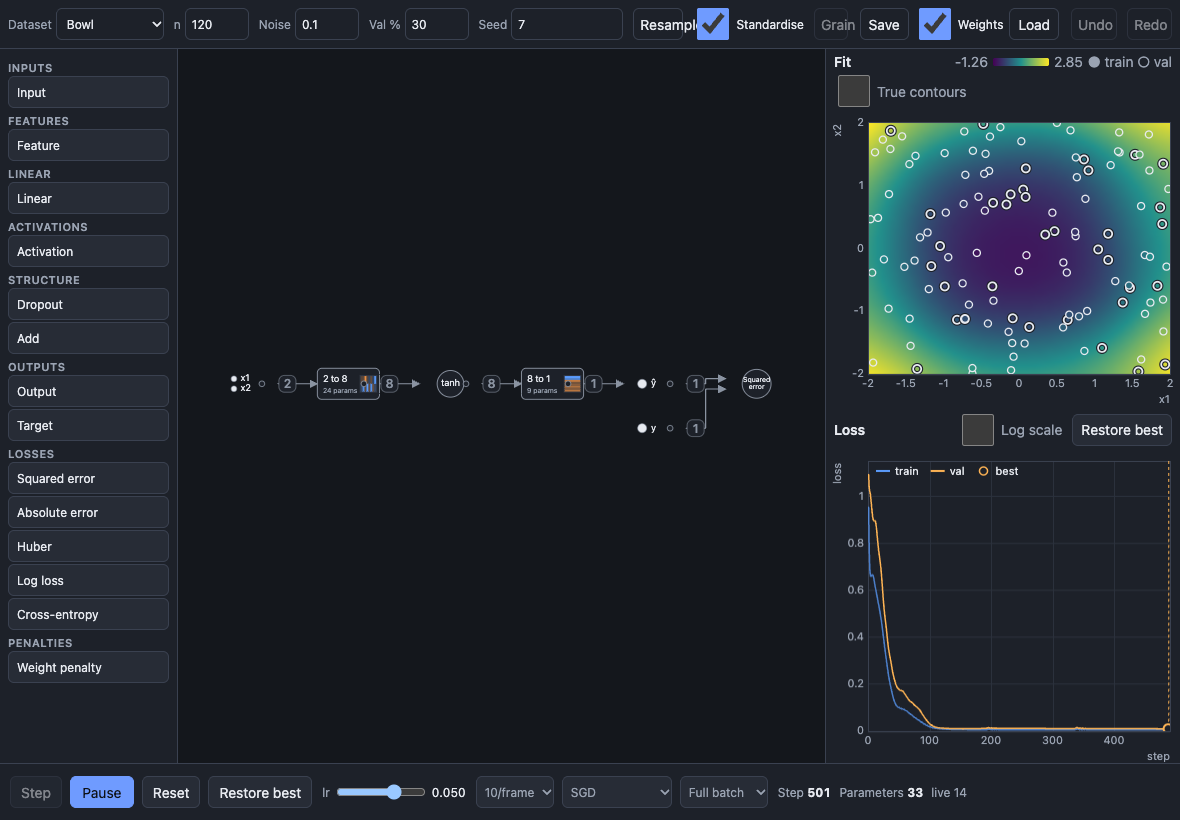 Dataset Bowl n 120 Noise 0.1 Val % 30 Seed 7 Resample Standardise Grain Save Weights Load Undo Redo
INPUTS
Input
FEATURES
Feature
LINEAR
Linear
ACTIVATIONS
Activation
STRUCTURE
Dropout
Add
OUTPUTS
Output
Target
LOSSES
Squared error
Absolute error
Huber
Log loss
Cross-entropy
PENALTIES
Weight penalty
x1
x2
2
2 to 8
24 params
8
tanh
8
8 to 1
9 params
1
ŷ
1
Squared
error
y
1
Fit -1.26 2.85 train val
True contours
x2
2
1
0
-1
-2
-2 -1.5 -1 -0.5 0 0.5 1 1.5 2
x1
Loss Log scale Restore best
loss
train val best
1
0.8
0.6
0.4
0.2
0
0 100 200 300 400
step
Step Pause Reset Restore best lr 0.050 10/frame SGD Full batch Step 501 Parameters 33 live 14